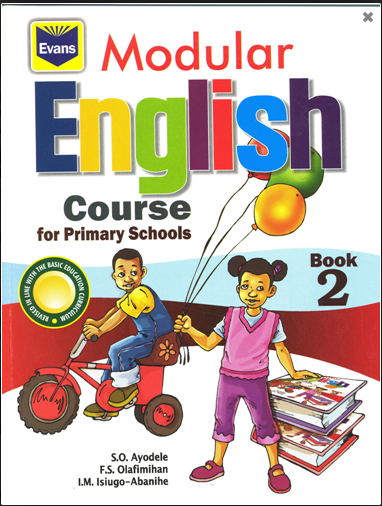 Evans
Modular
English
Course
for Primary Schools
REVISED IN LINE WITH THE BASIC EDUCATION CURRICULUM
Book
2
S.O. Ayodele
F.S. Olafimihan
I.M. Isiugo-Abanihe